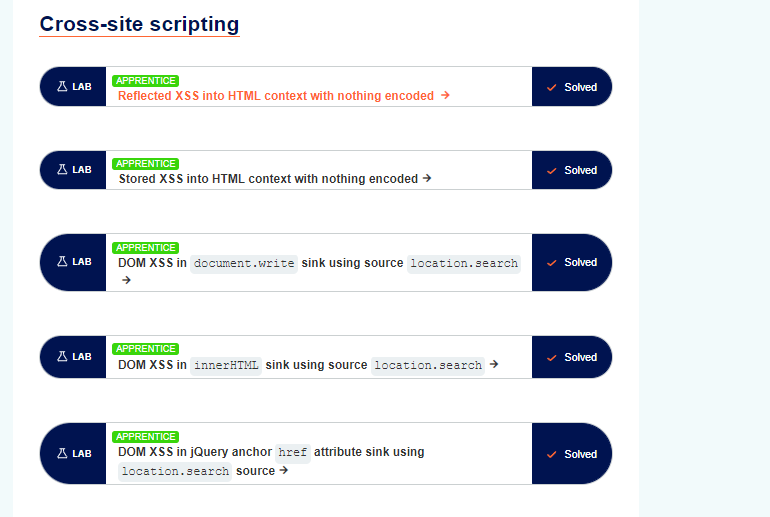 Cross-site scripting
LAB
APPRENTICE
Reflected XSS into HTML context with nothing encoded →
Solved
LAB
APPRENTICE
Stored XSS into HTML context with nothing encoded →
Solved
LAB
APPRENTICE
DOM XSS in document.write sink using source location.search
→
Solved
LAB
APPRENTICE
DOM XSS in innerHTML sink using source location.search →
Solved
LAB
APPRENTICE
DOM XSS in jQuery anchor href attribute sink using
location.search source →
Solved